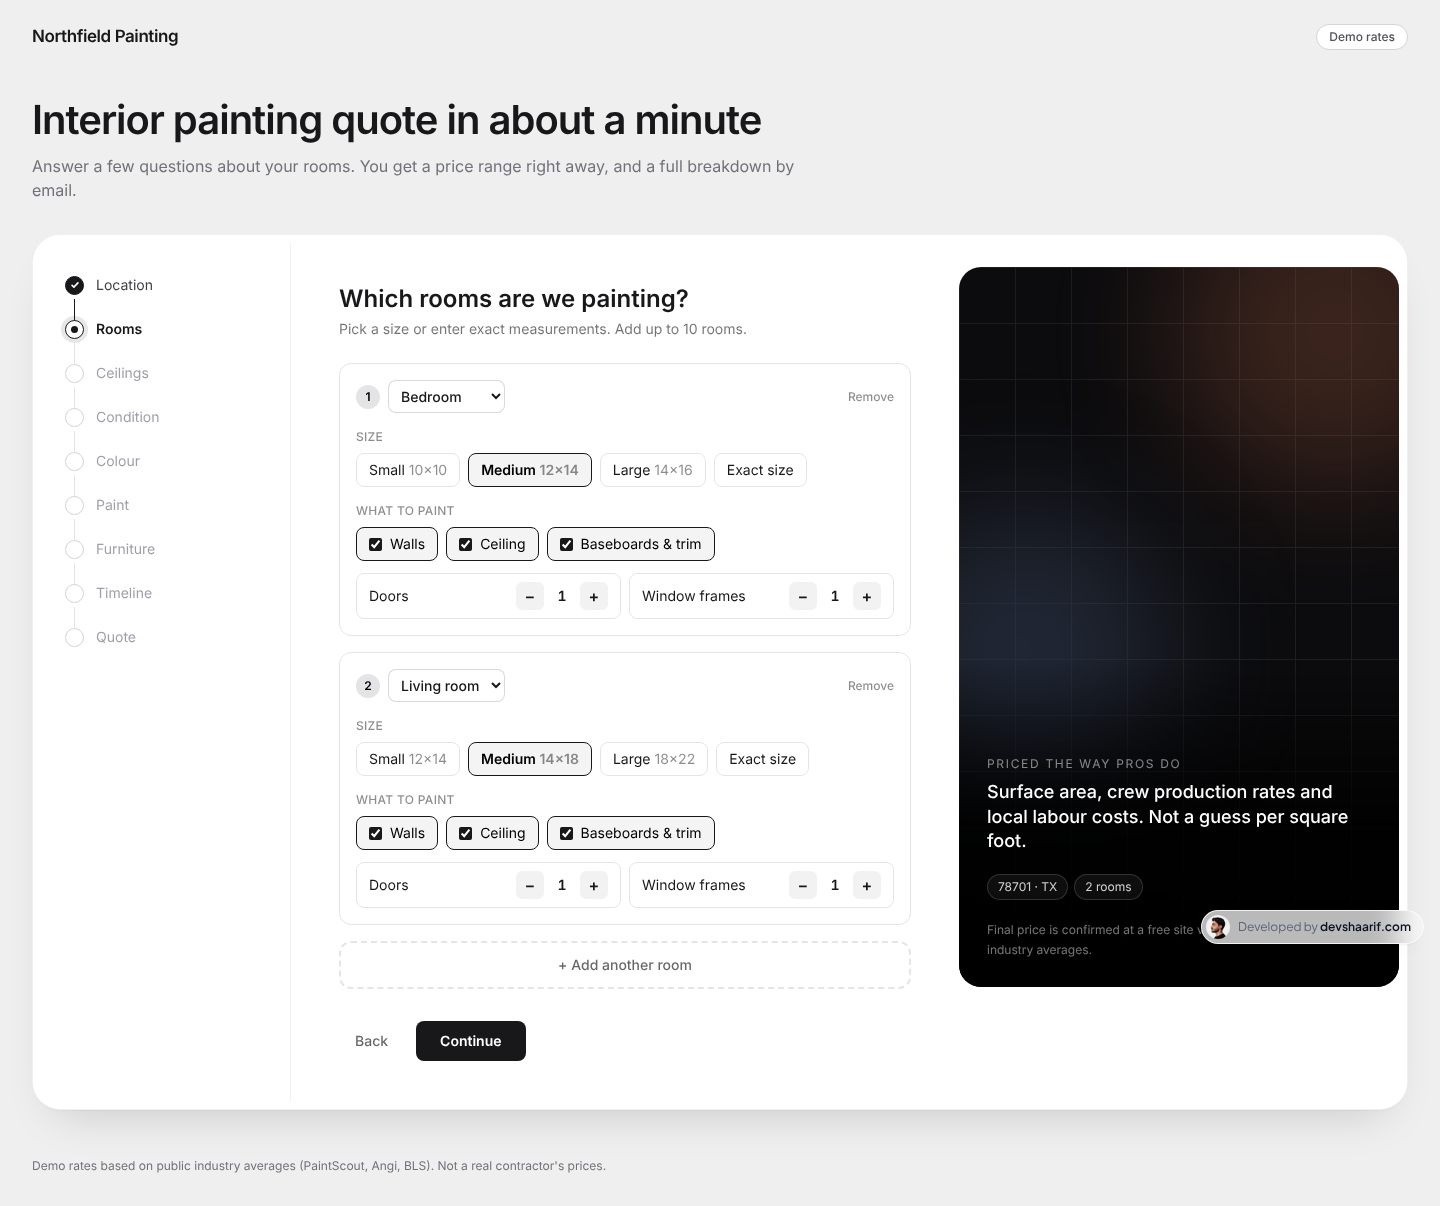 Northfield Painting
Demo rates
Interior painting quote in about a minute
Answer a few questions about your rooms. You get a price range right away, and a full breakdown by
email.
Location
Rooms
Ceilings
Condition
Colour
Paint
Furniture
Timeline
Quote
Which rooms are we painting?
Pick a size or enter exact measurements. Add up to 10 rooms.
1 Bedroom Remove
SIZE
Small 10×10 Medium 12×14 Large 14×16 Exact size
WHAT TO PAINT
Walls Ceiling Baseboards & trim
Doors − 1 + Window frames − 1 +
2 Living room Remove
SIZE
Small 12×14 Medium 14×18 Large 18×22 Exact size
WHAT TO PAINT
Walls Ceiling Baseboards & trim
Doors − 1 + Window frames − 1 +
+ Add another room
Back Continue
PRICED THE WAY PROS DO
Surface area, crew production rates and
local labour costs. Not a guess per square
foot.
78701 · TX 2 rooms
Final price is confirmed at a free site
industry averages.
Developed by devshaarif.com
Demo rates based on public industry averages (PaintScout, Angi, BLS). Not a real contractor's prices.